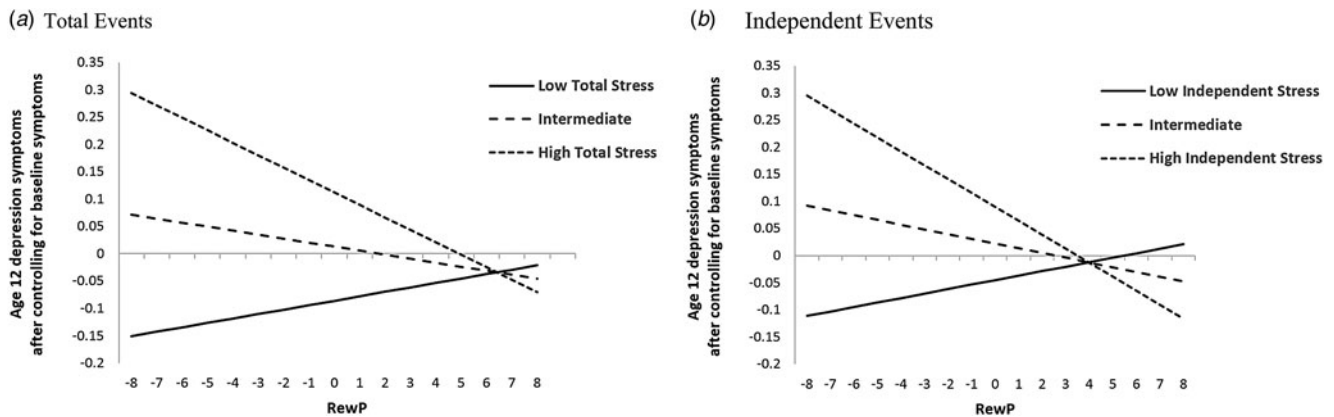 (a) Total Events
0.35
0.3
0.25
0.2
0.15
0.1
0.05
0
-0.05
-0.1
-0.15
-0.2
Age 12 depression symptoms
after controlling for baseline symptoms
Low Total Stress
Intermediate
High Total Stress
-8 -7 -6 -5 -4 -3 -2 -1 0 1 2 3 4 5 6 7 8
RewP
(b) Independent Events
0.35
0.3
0.25
0.2
0.15
0.1
0.05
0
-0.05
-0.1
-0.15
-0.2
Age 12 depression symptoms
after controlling for baseline symptoms
Low Independent Stress
Intermediate
High Independent Stress
-8 -7 -6 -5 -4 -3 -2 -1 0 1 2 3 4 5 6 7 8
RewP